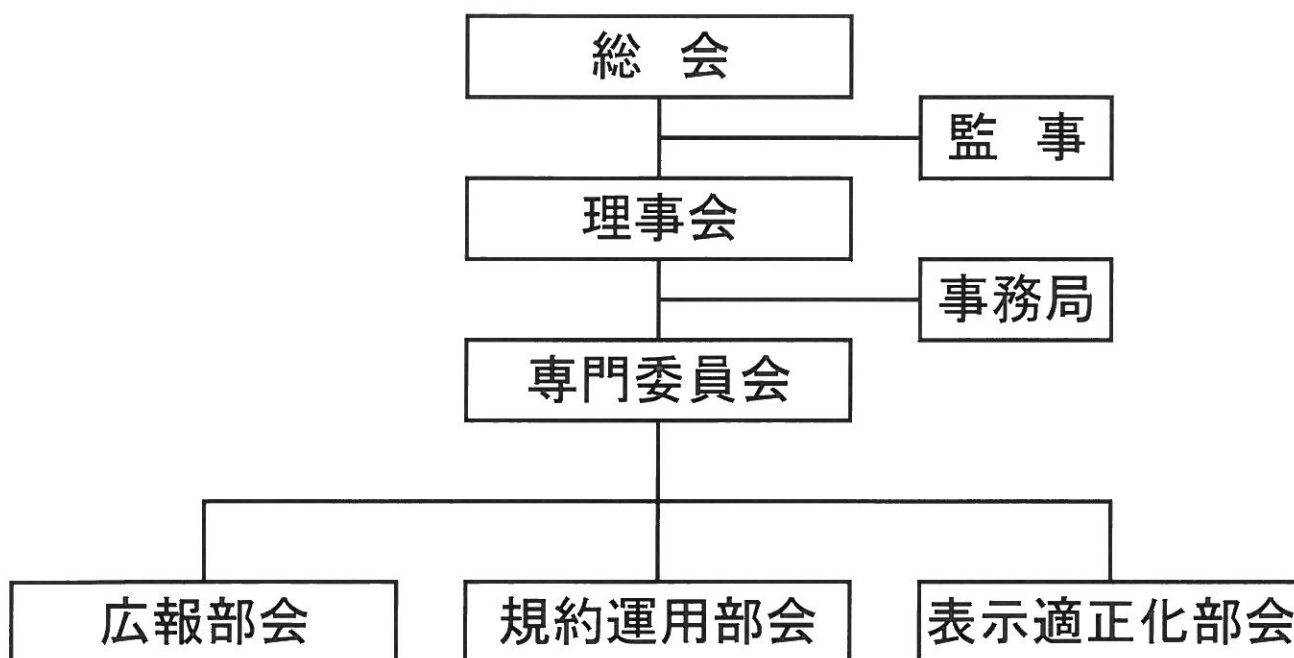 総 会
監 事
理事会
事務局
専門委員会
広報部会
規約運用部会
表示適正化部会